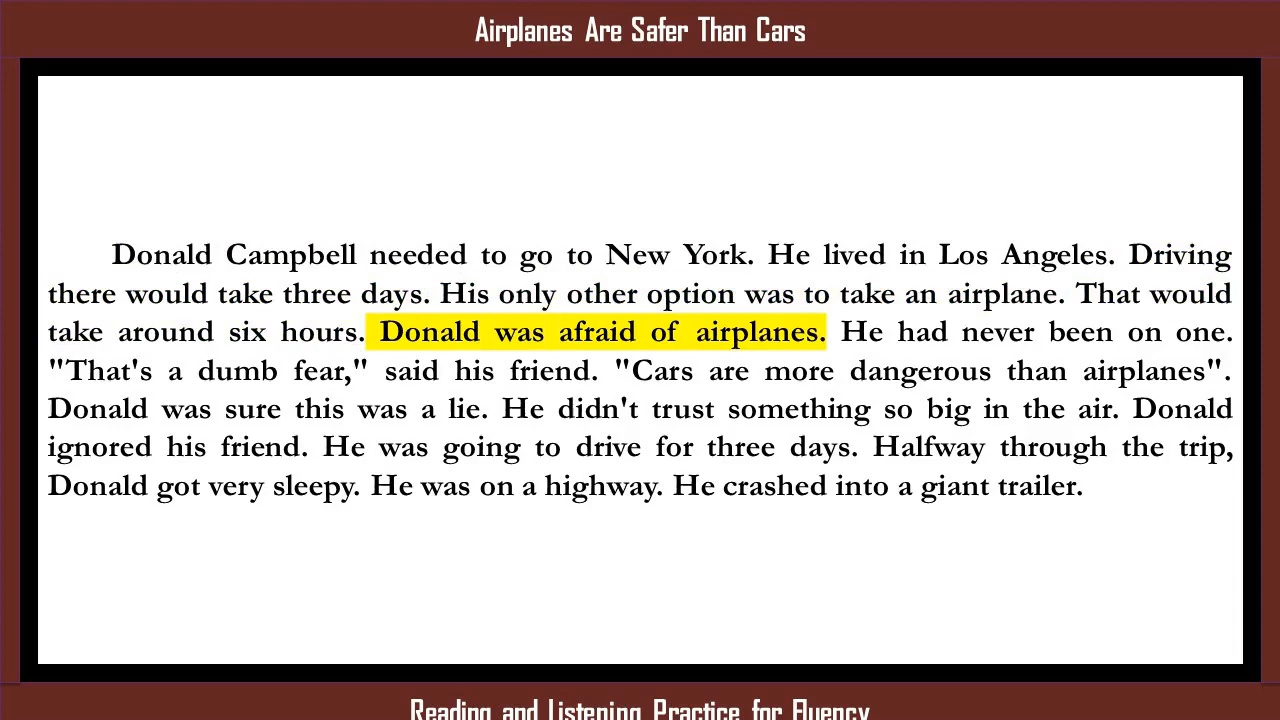 Airplanes Are Safer Than Cars
Donald Campbell needed to go to New York. He lived in Los Angeles. Driving
there would take three days. His only other option was to take an airplane. That would
take around six hours. Donald was afraid of airplanes. He had never been on one.
"That's a dumb fear," said his friend. "Cars are more dangerous than airplanes".
Donald was sure this was a lie. He didn't trust something so big in the air. Donald
ignored his friend. He was going to drive for three days. Halfway through the trip,
Donald got very sleepy. He was on a highway. He crashed into a giant trailer.
Reading and Listening Practice for Fluency